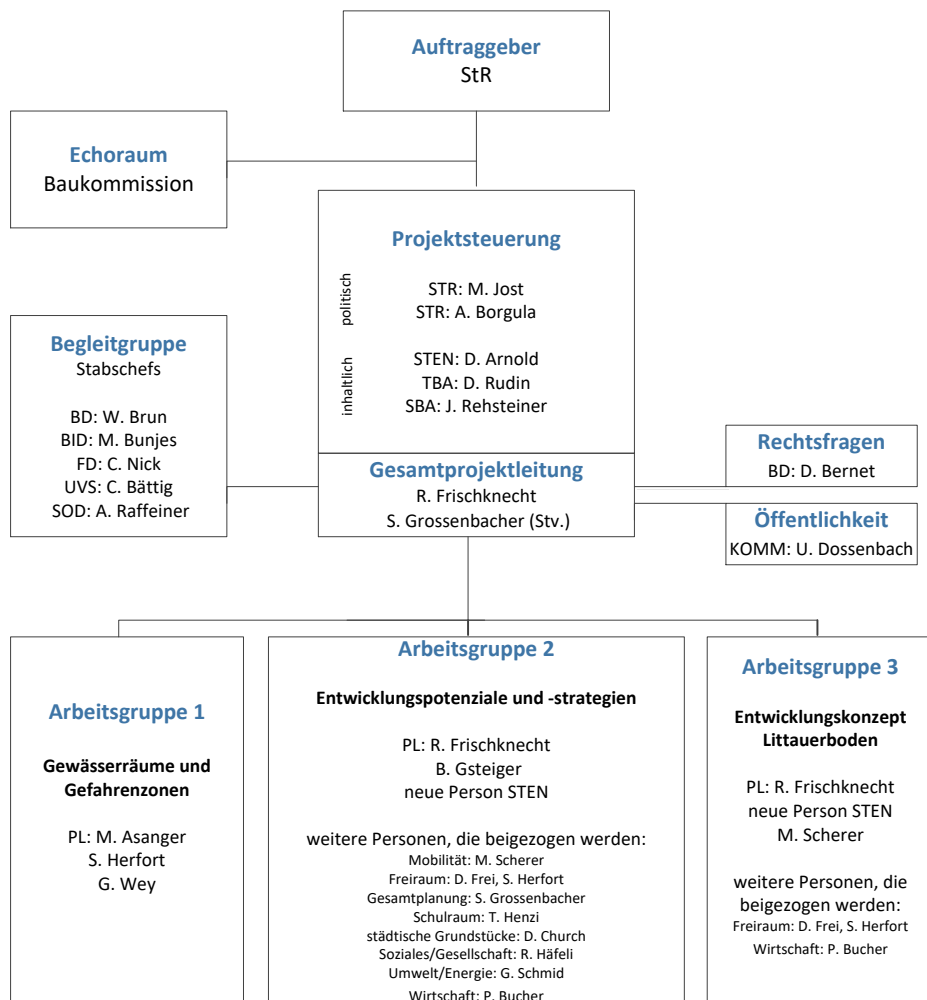 Auftraggeber
StR
Echoraum
Baukommission
Projektsteuerung
politisch
STR: M. Jost
STR: A. Borgula
inhaltlich
STEN: D. Arnold
TBA: D. Rudin
SBA: J. Rehsteiner
Begleitgruppe
Stabschefs
BD: W. Brun
BID: M. Bunjes
FD: C. Nick
UVS: C. Bättig
SOD: A. Raffeiner
Gesamtprojektleitung
R. Frischknecht
S. Grossenbacher (Stv.)
Rechtsfragen
BD: D. Bernet
Öffentlichkeit
KOMM: U. Dossenbach
Arbeitsgruppe 1
Gewässerräume und
Gefahrenzonen
PL: M. Asanger
S. Herfort
G. Wey
Arbeitsgruppe 2
Entwicklungspotenziale und -strategien
PL: R. Frischknecht
B. Gsteiger
neue Person STEN
weitere Personen, die beigezogen werden:
Mobilität: M. Scherer
Freiraum: D. Frei, S. Herfort
Gesamtplanung: S. Grossenbacher
Schulraum: T. Henzi
städtische Grundstücke: D. Church
Soziales/Gesellschaft: R. Häfeli
Umwelt/Energie: G. Schmid
Wirtschaft: P. Bucher
Arbeitsgruppe 3
Entwicklungskonzept
Littauerboden
PL: R. Frischknecht
neue Person STEN
M. Scherer
weitere Personen, die
beigezogen werden:
Freiraum: D. Frei, S. Herfort
Wirtschaft: P. Bucher